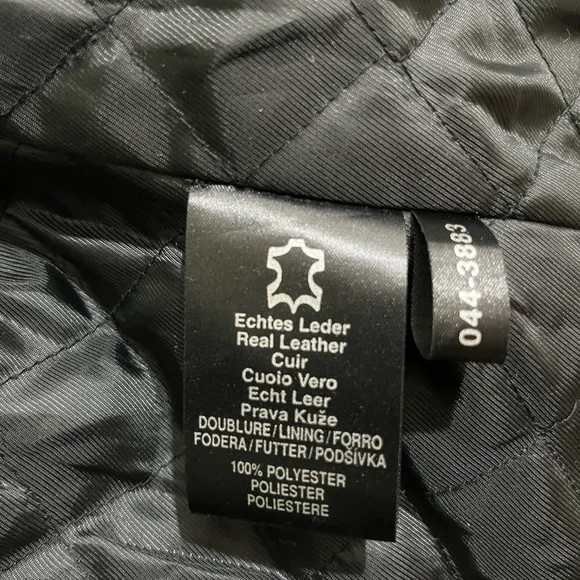 Echtes Leder
Real Leather
Cuir
Cuoio Vero
Echt Leer
Prava Kuže
DOUBLURE/LINING/FORRO
FODERA/FUTTER/PODŠIVKA
100% POLYESTER
POLIESTER
POLIESTERE
044-3883